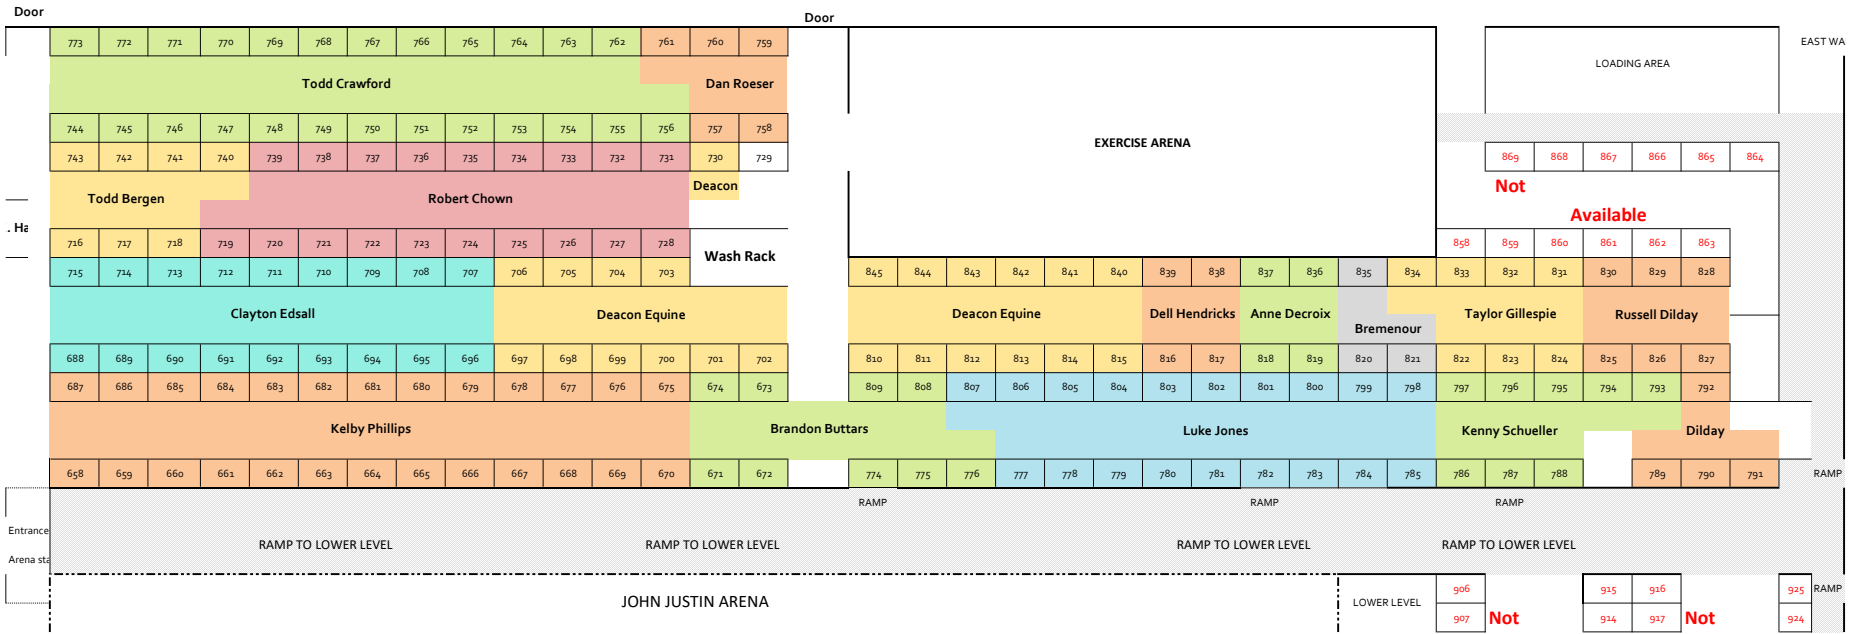 Door
Door
773 772 771 770 769 768 767 766 765 764 763 762 761 760 759
EAST WA
LOADING AREA
Todd Crawford Dan Roeser
744 745 746 747 748 749 750 751 752 753 754 755 756 757 758
EXERCISE ARENA
743 742 741 740 739 738 737 736 735 734 733 732 731 730 729
869 868 867 866 865 864
Deacon
Not
Todd Bergen Robert Chown
Available
. Ha
716 717 718 719 720 721 722 723 724 725 726 727 728
858 859 860 861 862 863
Wash Rack
715 714 713 712 711 710 709 708 707 706 705 704 703
845 844 843 842 841 840 839 838 837 836 835 834 833 832 831 830 829 828
Clayton Edsall Deacon Equine Deacon Equine Dell Hendricks Anne Decroix Taylor Gillespie Russell Dilday
Bremenour
688 689 690 691 692 693 694 695 696 697 698 699 700 701 702 810 811 812 813 814 815 816 817 818 819 820 821 822 823 824 825 826 827
687 686 685 684 683 682 681 680 679 678 677 676 675 674 673 809 808 807 806 805 804 803 802 801 800 799 798 797 796 795 794 793 792
Kelby Phillips Brandon Buttars Luke Jones Kenny Schueller Dilday
658 659 660 661 662 663 664 665 666 667 668 669 670 671 672 774 775 776 777 778 779 780 781 782 783 784 785 786 787 788 789 790 791 RAMP
RAMP RAMP RAMP
Entrance
RAMP TO LOWER LEVEL RAMP TO LOWER LEVEL RAMP TO LOWER LEVEL RAMP TO LOWER LEVEL
Arena sta
906 915 916 925 RAMP
JOHN JUSTIN ARENA LOWER LEVEL
907 Not 914 917 Not 924